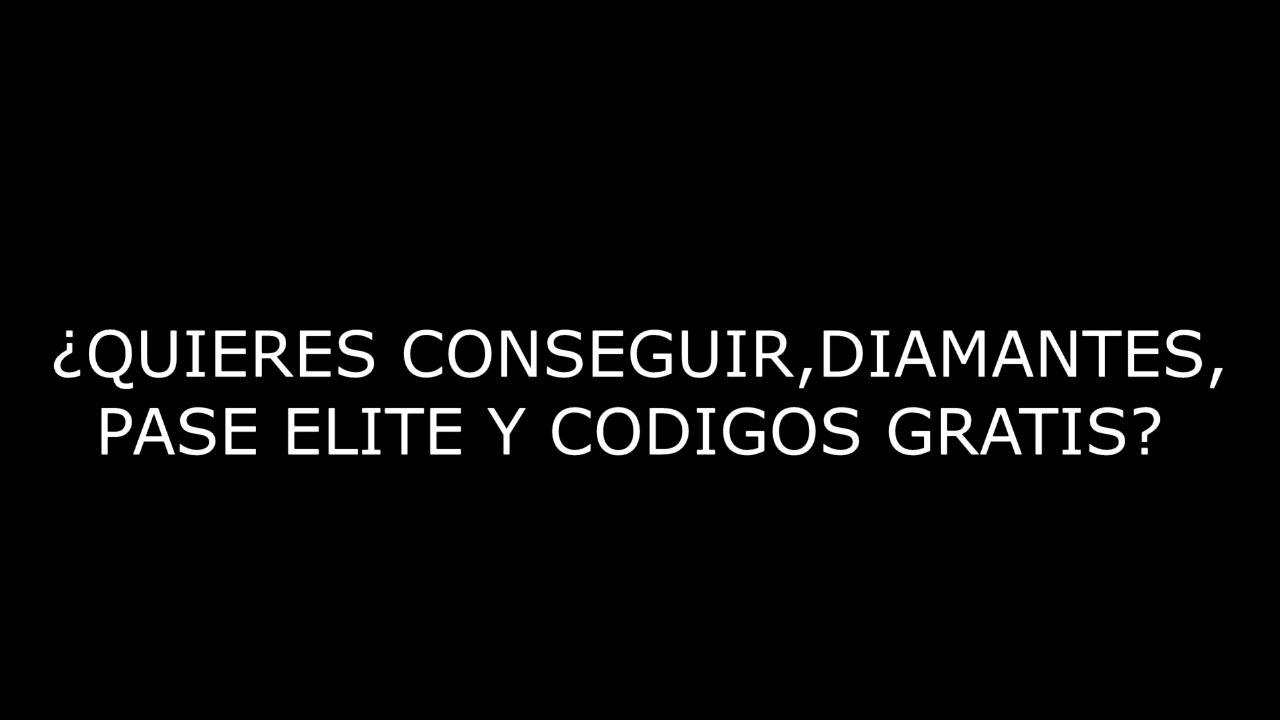 ¿QUIERES CONSEGUIR,DIAMANTES,
PASE ELITE Y CODIGOS GRATIS?